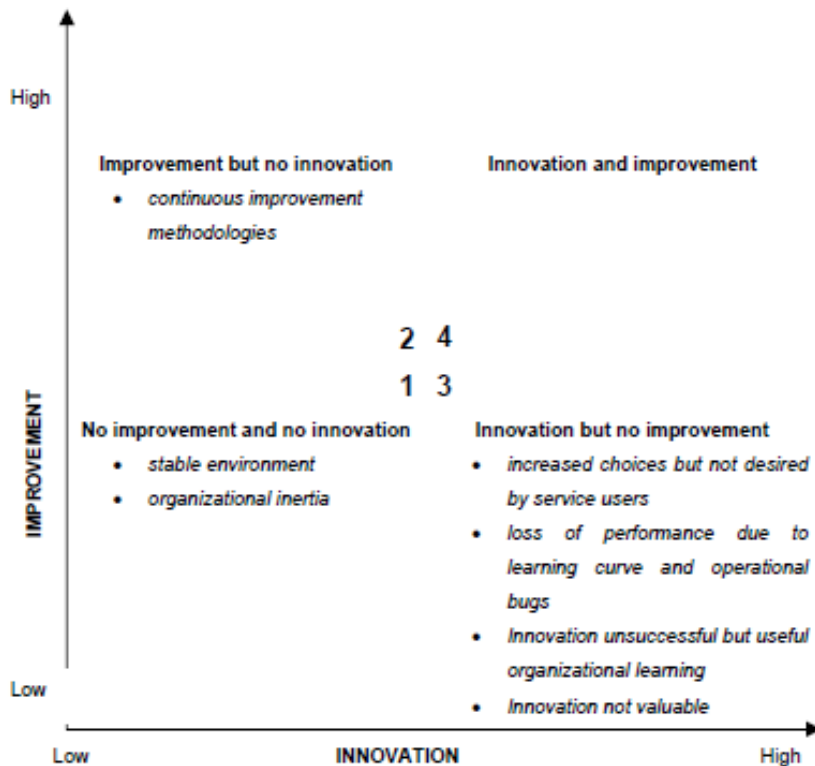 High
Improvement but no innovation
• continuous improvement
methodologies
Innovation and improvement
2 4
1 3
IMPROVEMENT
No improvement and no innovation
• stable environment
• organizational inertia
Innovation but no improvement
• increased choices but not desired
by service users
• loss of performance due to
learning curve and operational
bugs
• Innovation unsuccessful but useful
organizational learning
• Innovation not valuable
Low
Low
INNOVATION
High